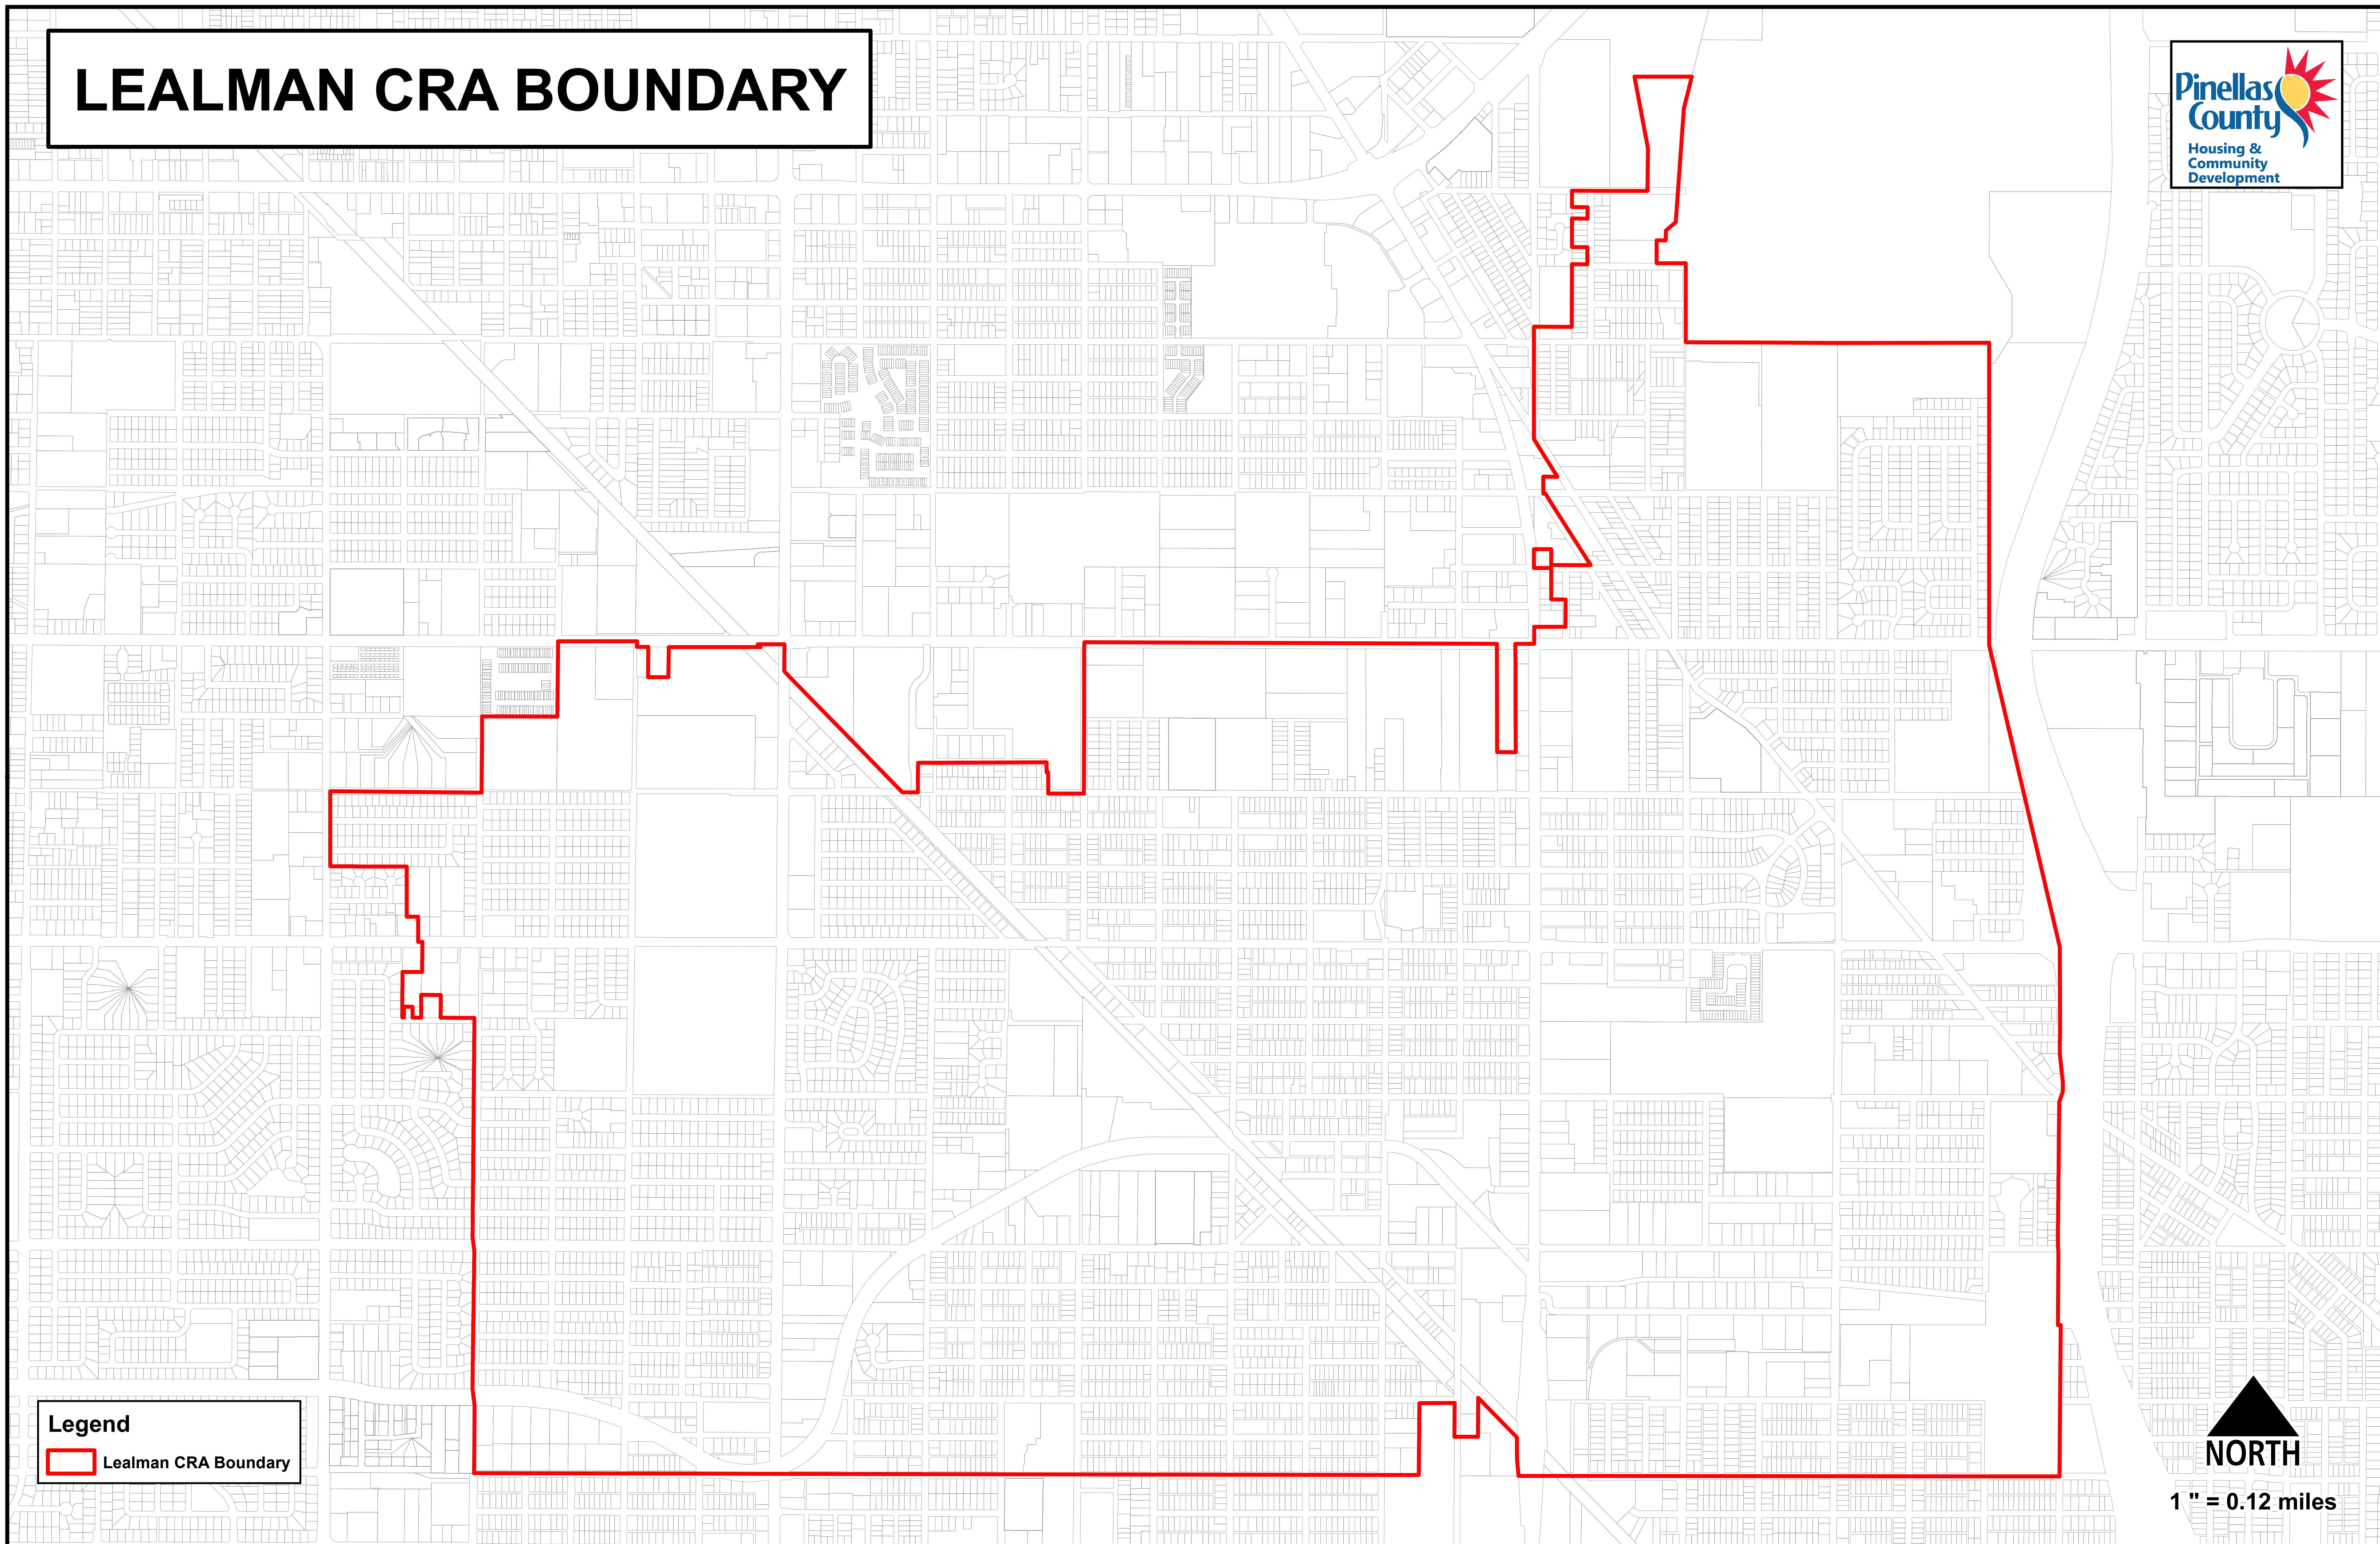 LEALMAN CRA BOUNDARY
Pinellas
County
Housing &
Community
Development
Legend
Lealman CRA Boundary
NORTH
1 " = 0.12 miles